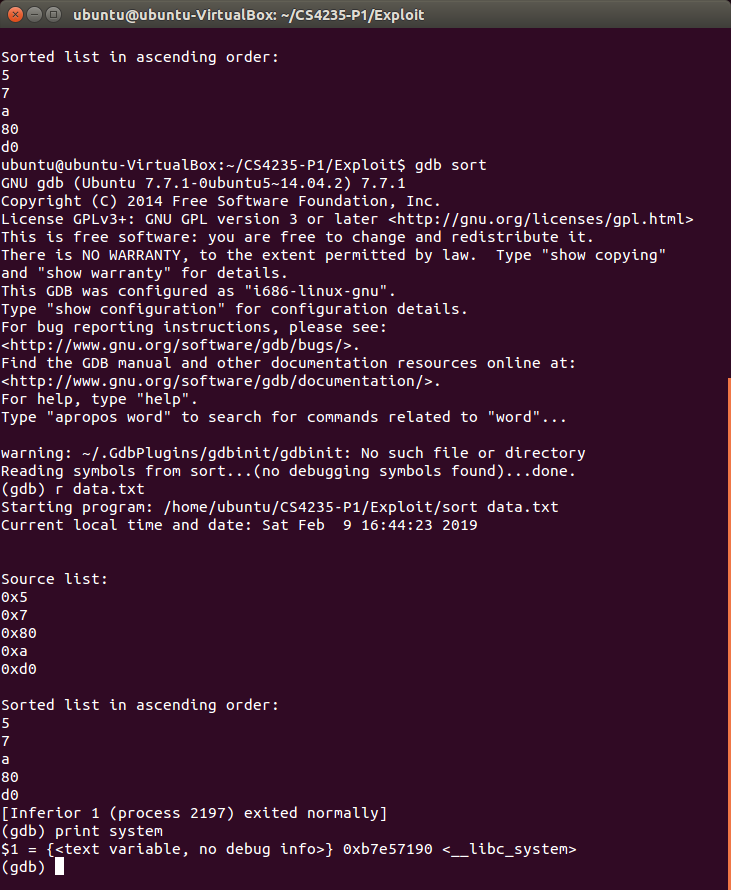 ubuntu@ubuntu-VirtualBox: ~/CS4235-P1/Exploit
Sorted list in ascending order:
5
7
a
80
d0
ubuntu@ubuntu-VirtualBox:~/CS4235-P1/Exploit$ gdb sort
GNU gdb (Ubuntu 7.7.1-0ubuntu5~14.04.2) 7.7.1
Copyright (C) 2014 Free Software Foundation, Inc.
License GPLv3+: GNU GPL version 3 or later <http://gnu.org/licenses/gpl.html>
This is free software: you are free to change and redistribute it.
There is NO WARRANTY, to the extent permitted by law.  Type "show copying"
and "show warranty" for details.
This GDB was configured as "i686-linux-gnu".
Type "show configuration" for configuration details.
For bug reporting instructions, please see:
<http://www.gnu.org/software/gdb/bugs/>.
Find the GDB manual and other documentation resources online at:
<http://www.gnu.org/software/gdb/documentation/>.
For help, type "help".
Type "apropos word" to search for commands related to "word"...
warning: ~/.GdbPlugins/gdbinit/gdbinit: No such file or directory
Reading symbols from sort...(no debugging symbols found)...done.
(gdb) r data.txt
Starting program: /home/ubuntu/CS4235-P1/Exploit/sort data.txt
Current local time and date: Sat Feb  9 16:44:23 2019
Source list:
0x5
0x7
0x80
0xa
0xd0
Sorted list in ascending order:
5
7
a
80
d0
[Inferior 1 (process 2197) exited normally]
(gdb) print system
$1 = {<text variable, no debug info>} 0xb7e57190 <__libc_system>
(gdb)